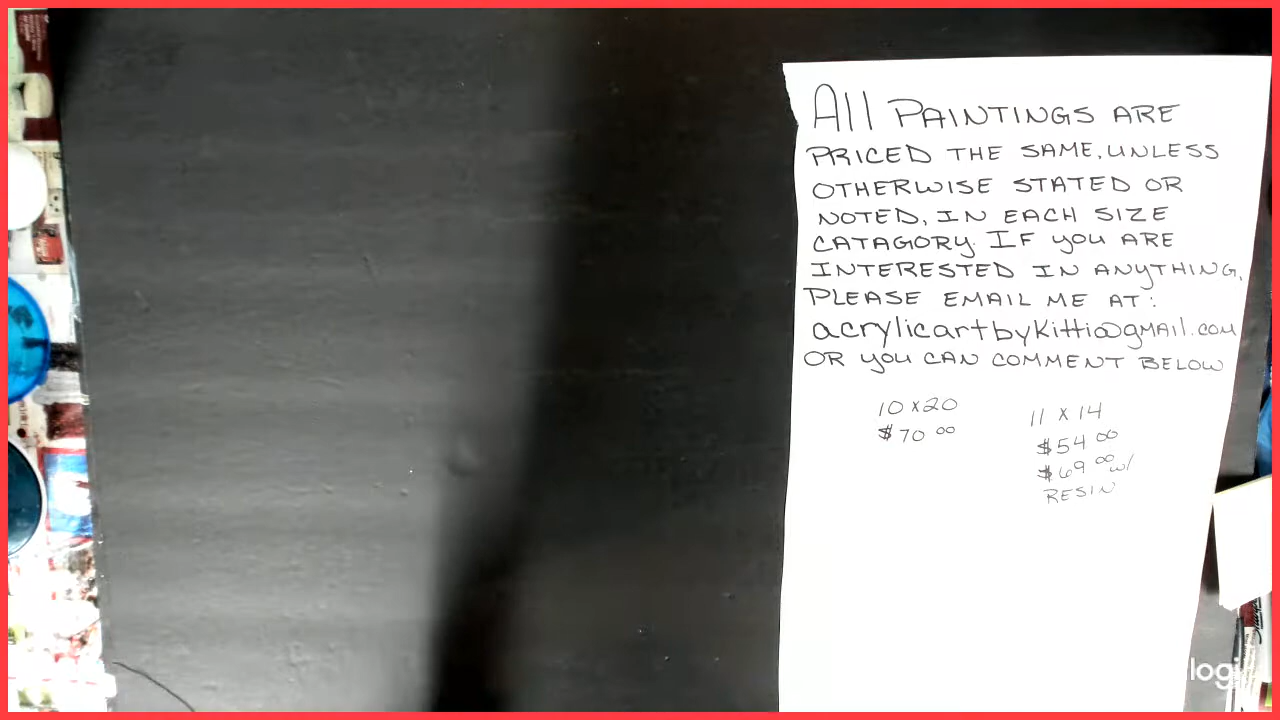 All PAINTINGS ARE
PRICED THE SAME, UNLESS
OTHERWISE STATED OR
NOTED, IN EACH SIZE
CATAGORY. IF YOU ARE
INTERESTED IN ANYTHING,
PLEASE EMAIL ME AT:
acrylicartbykitti@gmail.com
OR YOU CAN COMMENT BELOW
10 x 20
$70 00
11 x 14
$54 00
$69 00 w/
RESIN
logi